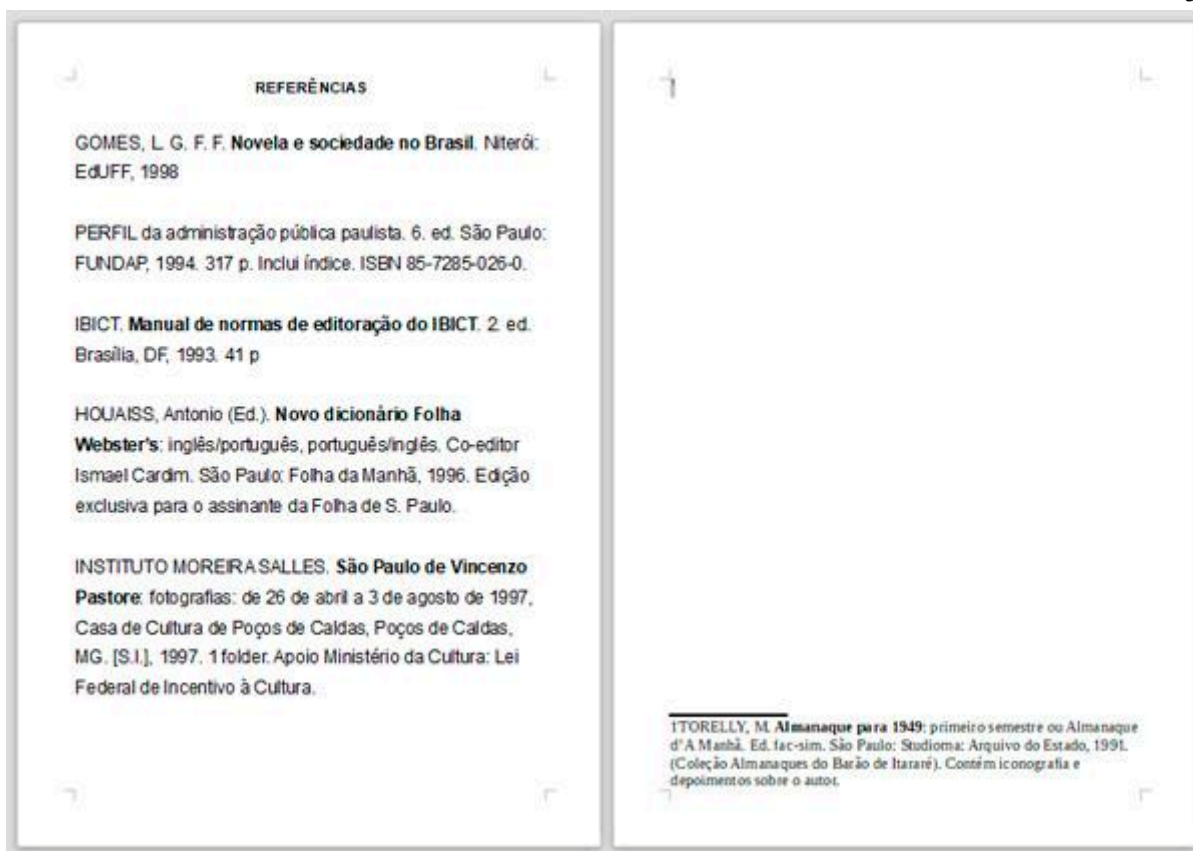 REFERÊNCIAS
GOMES, L. G. F. F. Novela e sociedade no Brasil. Niterói:
EdUFF, 1998
PERFIL da administração pública paulista. 6. ed. São Paulo:
FUNDAP, 1994. 317 p. Inclui índice. ISBN 85-7285-026-0.
IBICT. Manual de normas de editoração do IBICT. 2. ed.
Brasília, DF, 1993. 41 p
HOUAISS, Antonio (Ed.). Novo dicionário Folha
Webster's: inglês/português, português/inglês. Co-editor
Ismael Cardim. São Paulo: Folha da Manhã, 1996. Edição
exclusiva para o assinante da Folha de S. Paulo.
INSTITUTO MOREIRA SALLES. São Paulo de Vincenzo
Pastore: fotografias: de 26 de abril a 3 de agosto de 1997,
Casa de Cultura de Poços de Caldas, Poços de Caldas,
MG. [S.l.], 1997. 1 folder. Apoio Ministério da Cultura: Lei
Federal de Incentivo à Cultura.
1TORELLY, M. Almanaque para 1949: primeiro semestre ou Almanaque
d'A Manhã. Ed. fac-sim. São Paulo: Studioma: Arquivo do Estado, 1991.
(Coleção Almanaques do Barão de Itararé). Contém iconografia e
depoimentos sobre o autor.